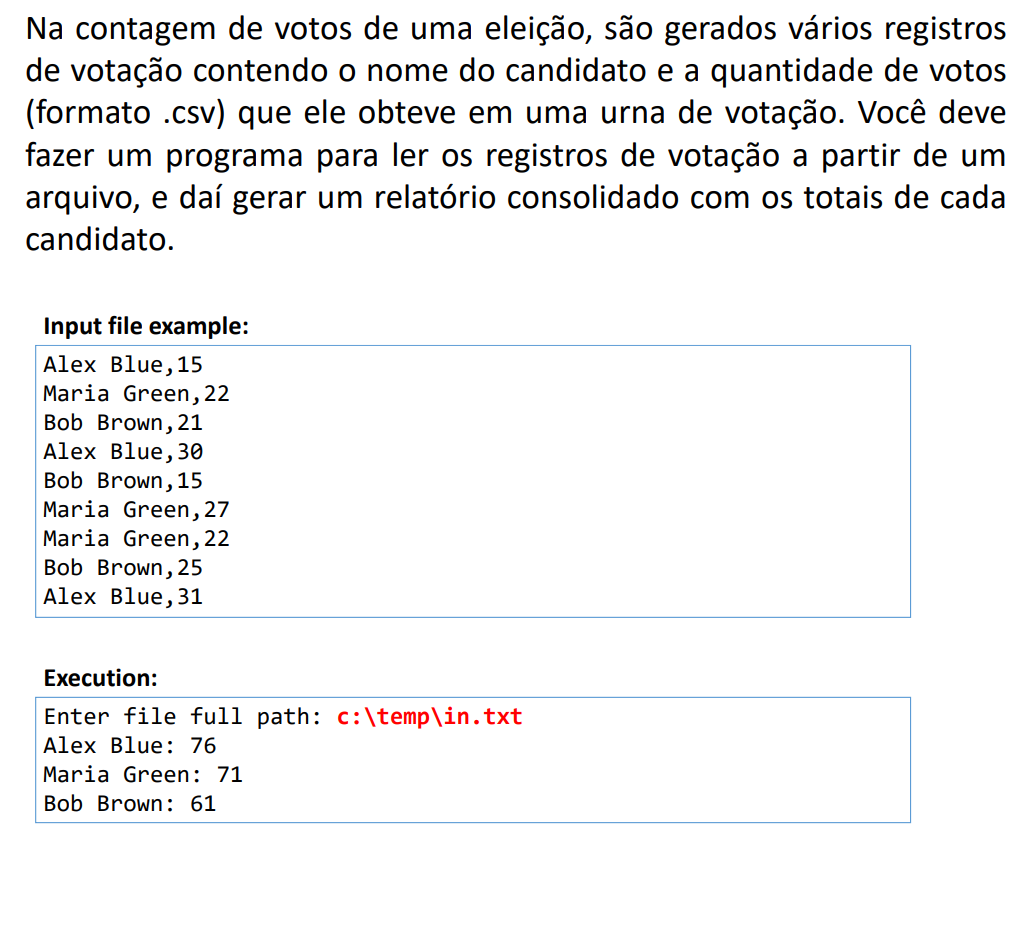 Na contagem de votos de uma eleição, são gerados vários registros
de votação contendo o nome do candidato e a quantidade de votos
(formato .csv) que ele obteve em uma urna de votação. Você deve
fazer um programa para ler os registros de votação a partir de um
arquivo, e daí gerar um relatório consolidado com os totais de cada
candidato.
Input file example:
Alex Blue,15
Maria Green,22
Bob Brown,21
Alex Blue,30
Bob Brown,15
Maria Green,27
Maria Green,22
Bob Brown,25
Alex Blue,31
Execution:
Enter file full path: c:\temp\in.txt
Alex Blue: 76
Maria Green: 71
Bob Brown: 61